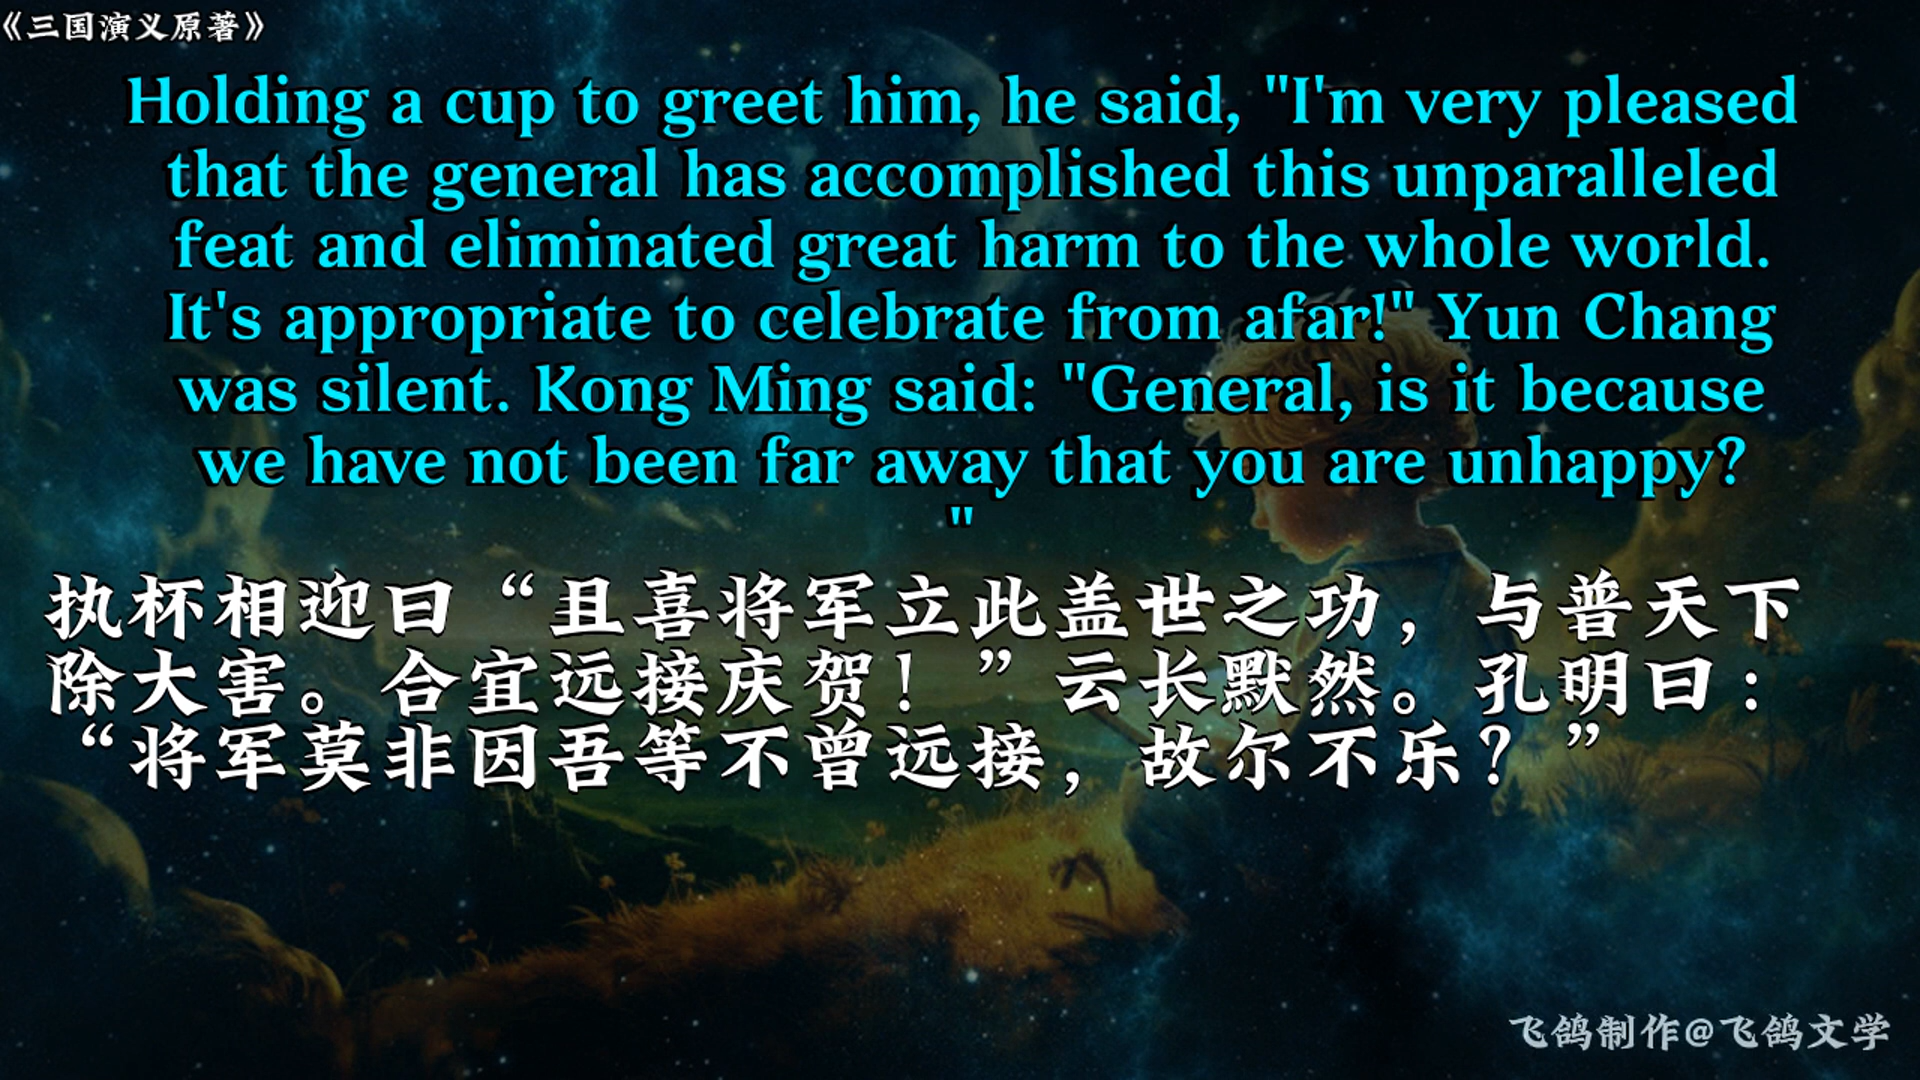 《三国演义原著》
Holding a cup to greet him, he said, "I'm very pleased
that the general has accomplished this unparalleled
feat and eliminated great harm to the whole world.
It's appropriate to celebrate from afar!" Yun Chang
was silent. Kong Ming said: "General, is it because
we have not been far away that you are unhappy?
"
执杯相迎曰“且喜将军立此盖世之功，与普天下
除大害。合宜远接庆贺！”云长默然。孔明曰：
“将军莫非因吾等不曾远接，故尔不乐？”
飞鸽制作@飞鸽文学